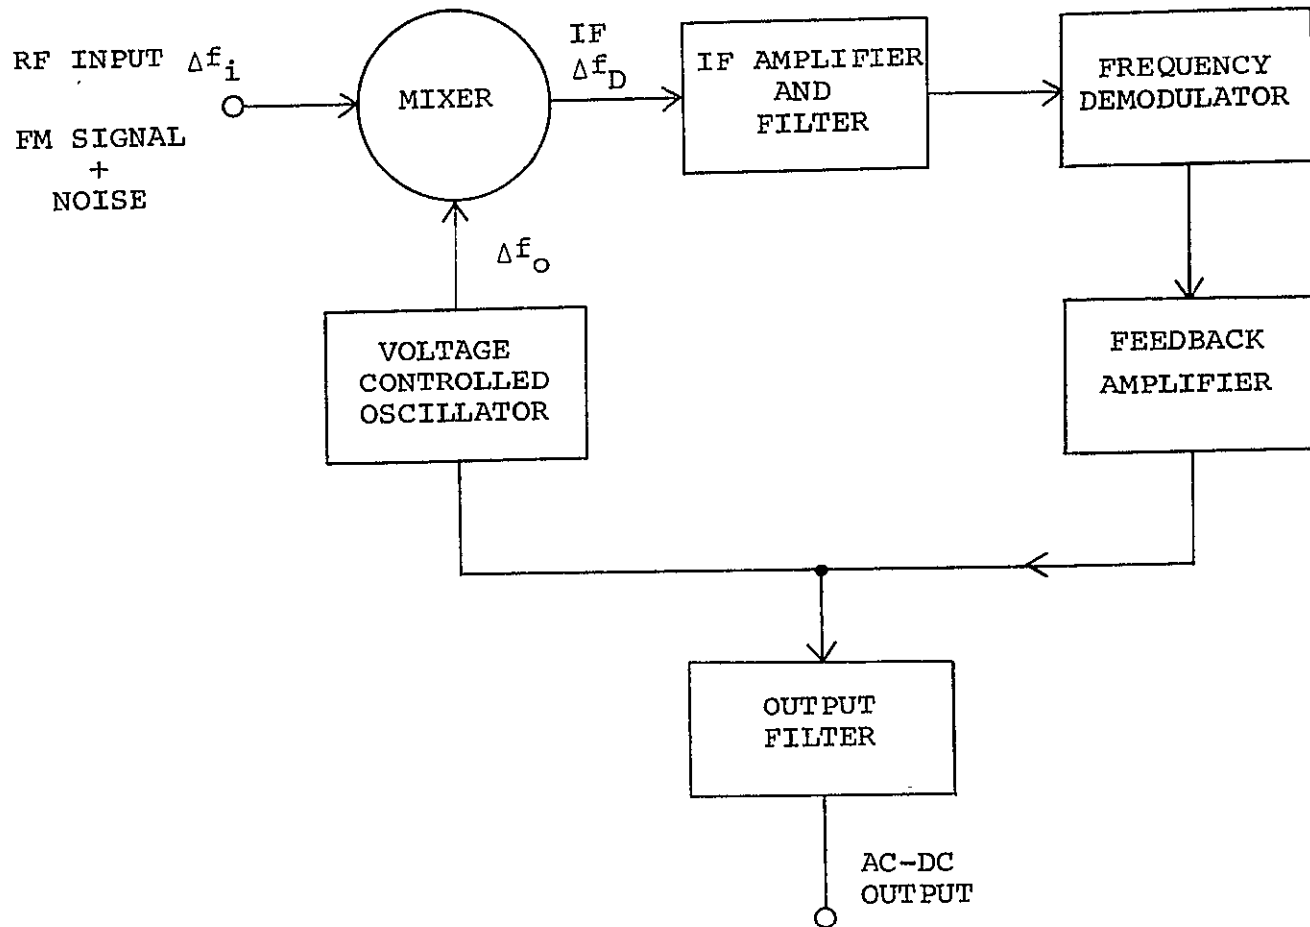 RF INPUT Δfi
FM SIGNAL
+
NOISE
MIXER
IF
ΔfD
IF AMPLIFIER
AND
FILTER
FREQUENCY
DEMODULATOR
Δfo
VOLTAGE
CONTROLLED
OSCILLATOR
FEEDBACK
AMPLIFIER
OUTPUT
FILTER
AC-DC
OUTPUT